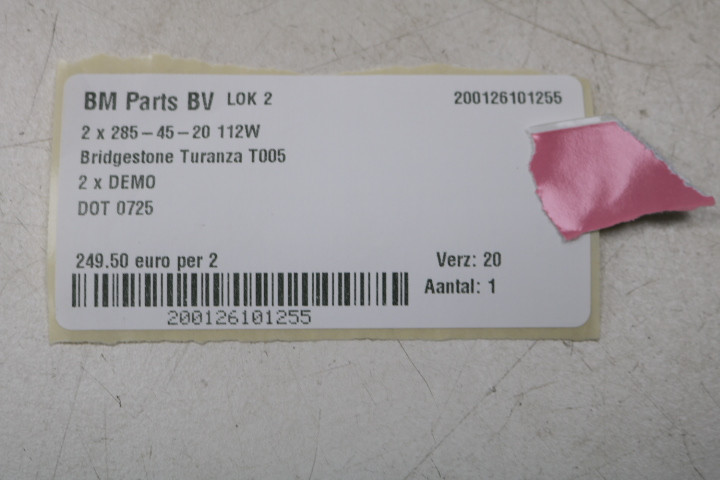 BM Parts BV LOK 2 200126101255
2 x 285-45-20 112W
Bridgestone Turanza T005
2 x DEMO
DOT 0725
249.50 euro per 2 Verz: 20
Aantal: 1
200126101255